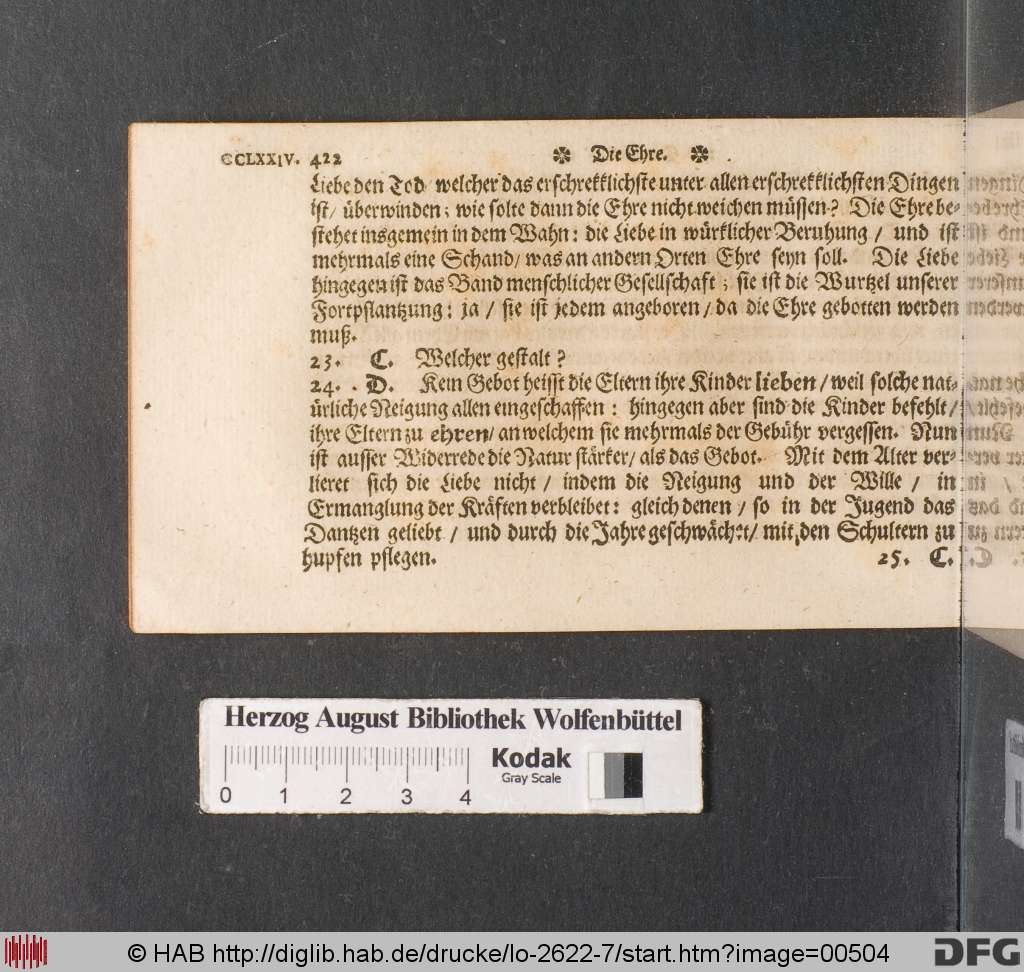 CCLXXIV. 422 Die Ehre.
Liebe den Tod welcher das erschrekklichste unter allen erschrekklichsten Dingen
ist/ überwinden; wie solte dann die Ehre nicht weichen müssen? Die Ehre be-
stehet insgemein in dem Wahn: die Liebe in würklicher Beruhung / und ist
mehrmals eine Schand/ was an andern Orten Ehre seyn soll. Die Liebe
hingegen ist das Band menschlicher Gesellschaft; sie ist die Wurtzel unserer
Fortpflantzung: ja / sie ist jedem angeboren / da die Ehre gebotten werden
muß.
23. C. Welcher gestalt?
24. D. Kein Gebot heisst die Eltern ihre Kinder lieben / weil solche nat-
ürliche Neigung allen eingeschaffen: hingegen aber sind die Kinder befehlt/
ihre Eltern zu ehren/ an welchem sie mehrmals der Gebühr vergessen. Nun
ist ausser Widerrede die Natur stärker/ als das Gebot. Mit dem Alter ver-
lieret sich die Liebe nicht / indem die Neigung und der Wille / in
Ermanglung der Kräften verbleibet: gleich denen / so in der Jugend das
Dantzen geliebt / und durch die Jahre geschwächet/ mit den Schultern zu
hupfen pflegen. 25. C.
Herzog August Bibliothek Wolfenbüttel
Kodak
Gray Scale
0 1 2 3 4
© HAB http://diglib.hab.de/drucke/lo-2622-7/start.htm?image=00504 DFG